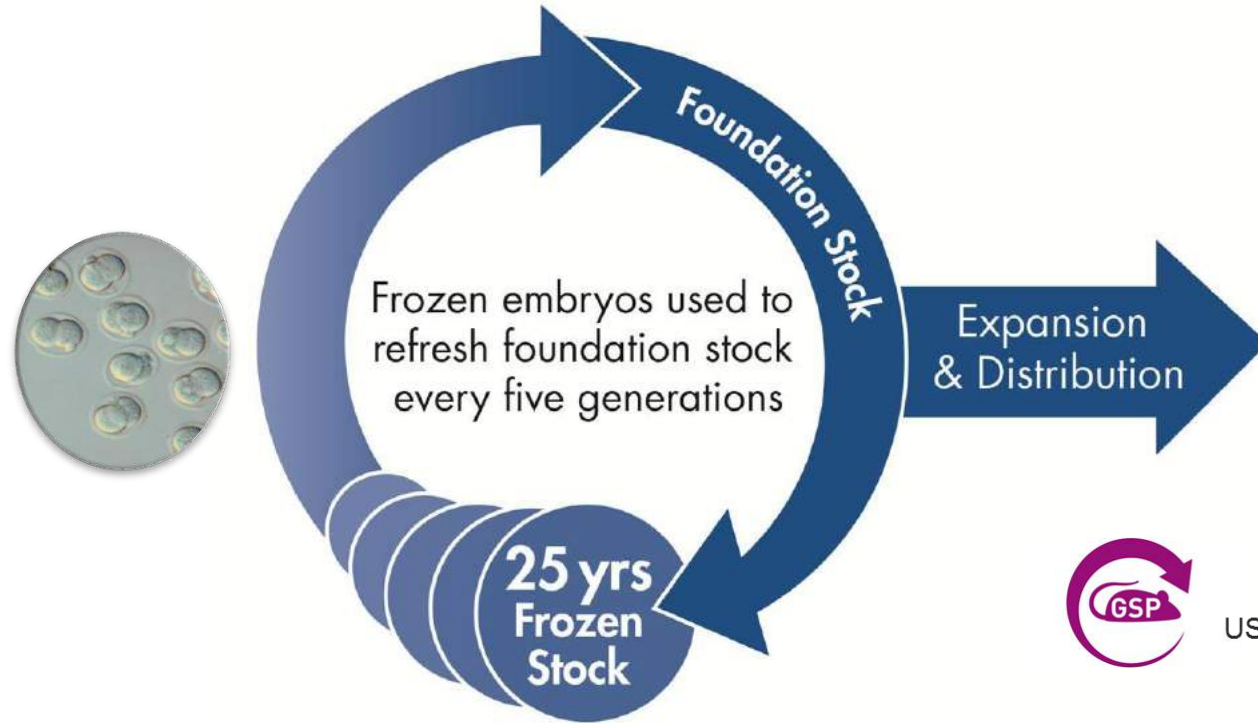 Foundation Stock
Frozen embryos used to
refresh foundation stock
every five generations
Expansion
& Distribution
25 yrs
Frozen
Stock
GSP
US